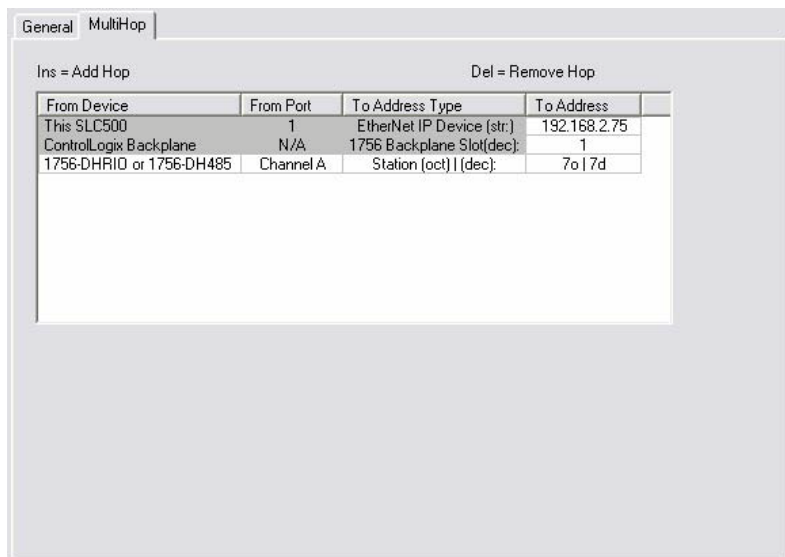 General MultiHop
Ins = Add Hop Del = Remove Hop
From Device From Port To Address Type To Address
This SLC500 1 EtherNet IP Device (str:) 192.168.2.75
ControlLogix Backplane N/A 1756 Backplane Slot(dec): 1
1756-DHRIO or 1756-DH485 Channel A Station (oct) | (dec): 7o | 7d